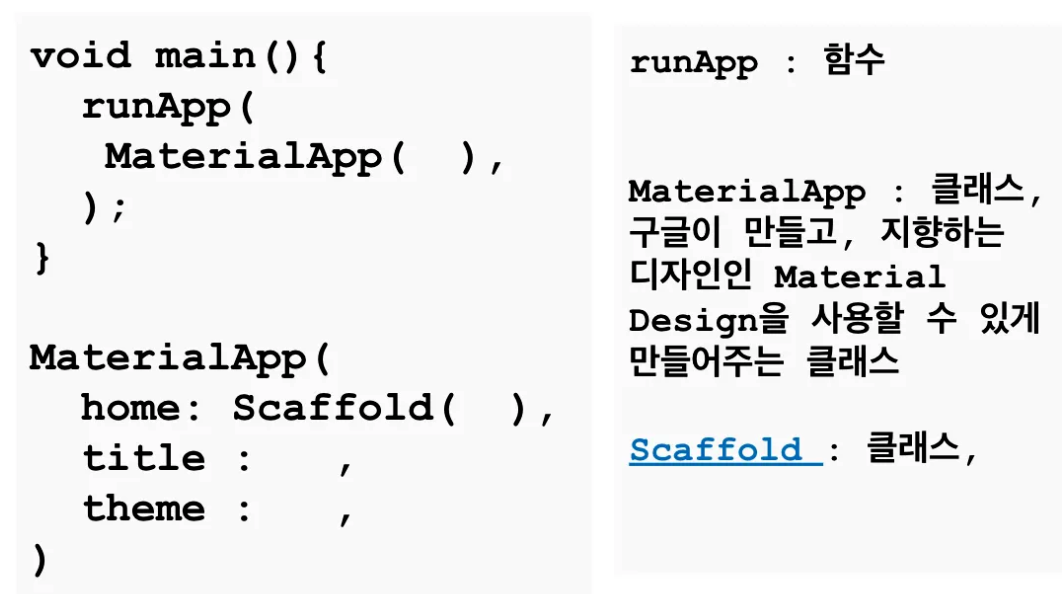 void main(){
runApp(
MaterialApp(  ),
);
}
MaterialApp(
home: Scaffold(  ),
title :   ,
theme :   ,
)
runApp : 함수
MaterialApp : 클래스,
구글이 만들고, 지향하는
디자인인 Material
Design을 사용할 수 있게
만들어주는 클래스
Scaffold : 클래스,